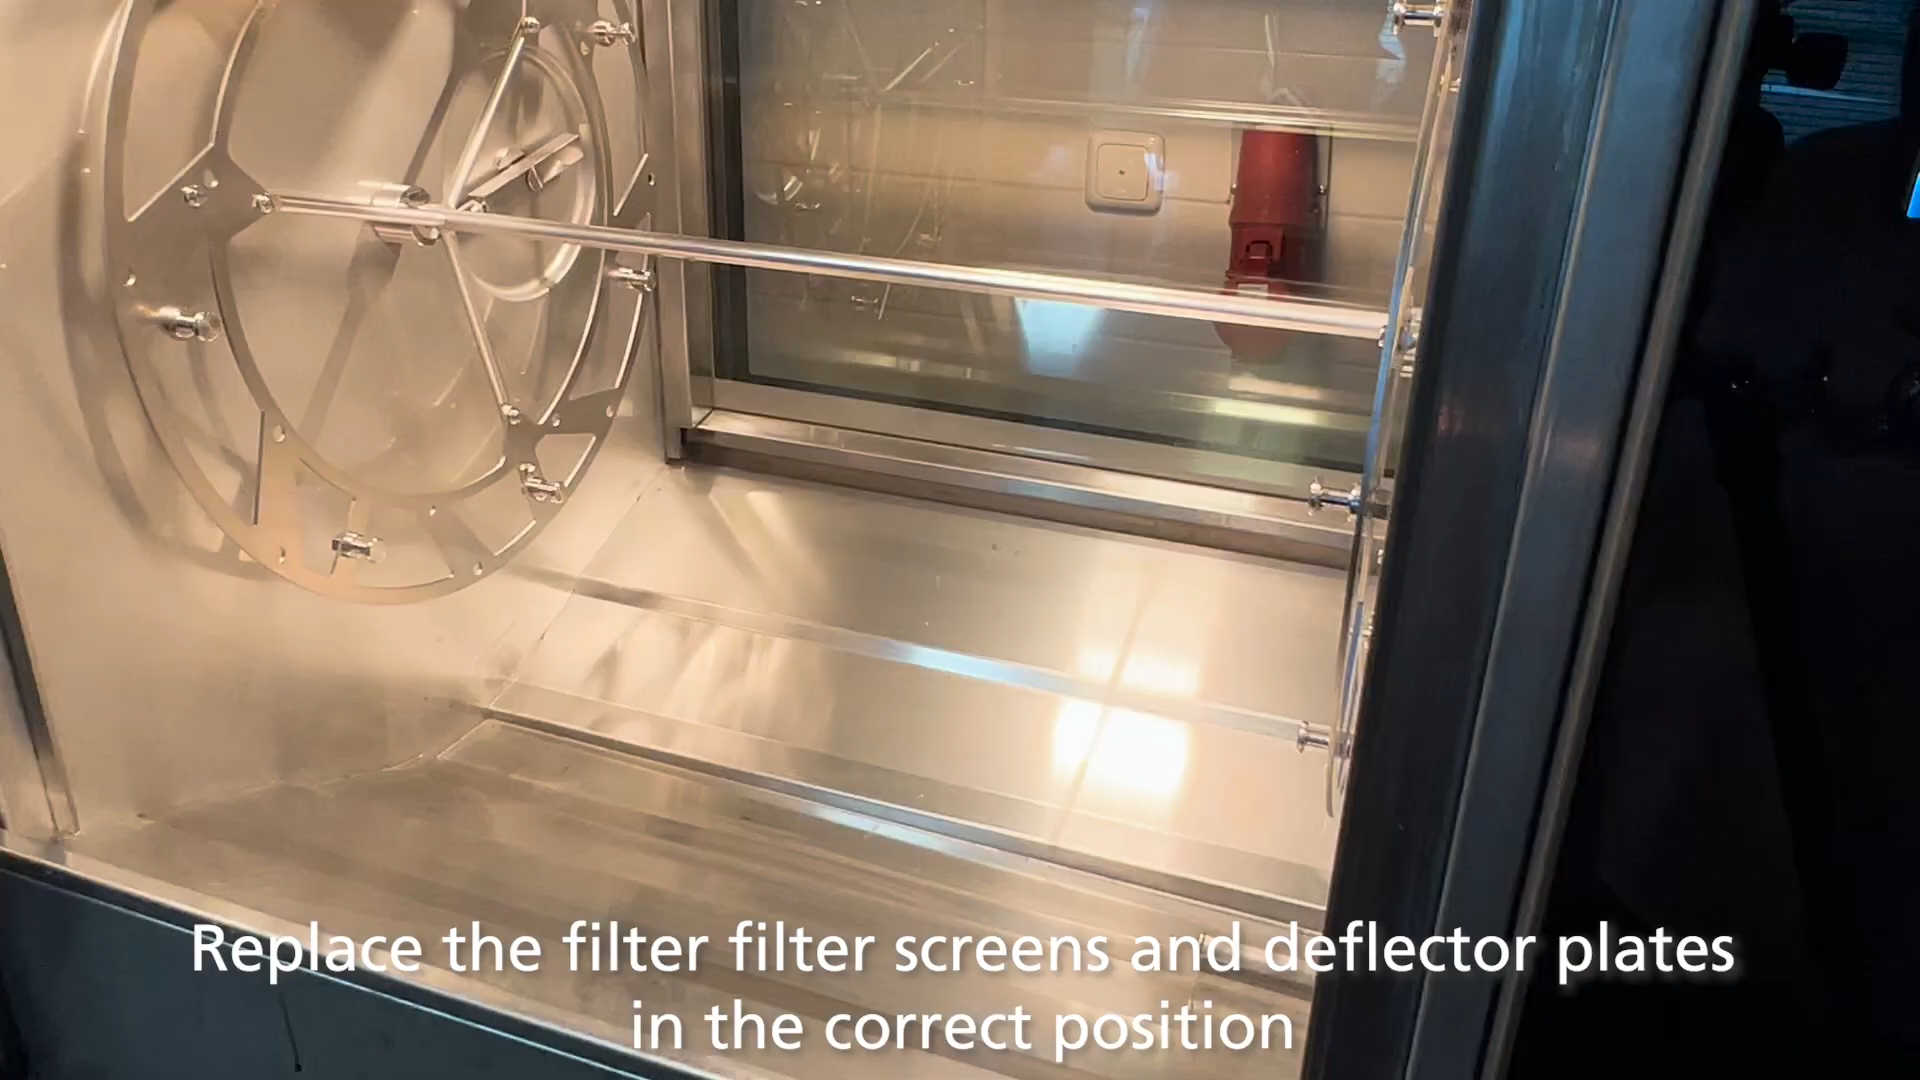 Replace the filter filter screens and deflector plates
in the correct position